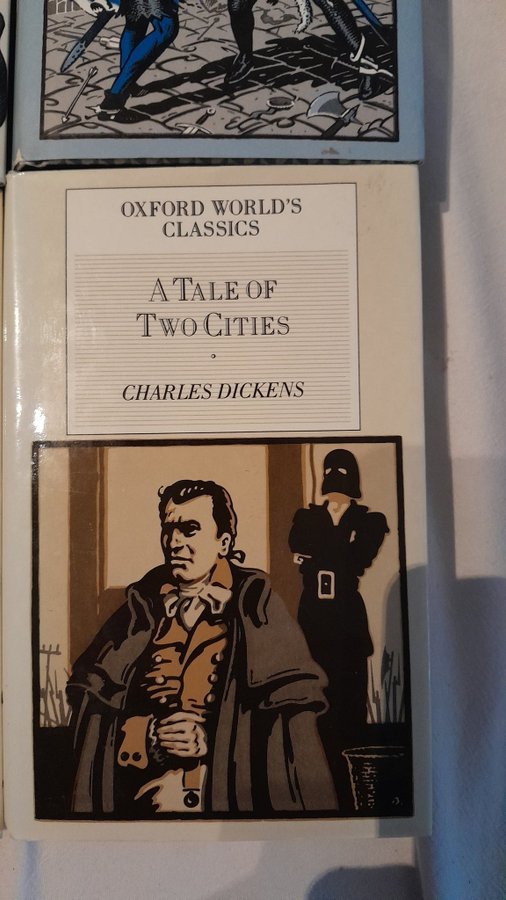 OXFORD WORLD'S
CLASSICS
A TALE OF
TWO CITIES
CHARLES DICKENS